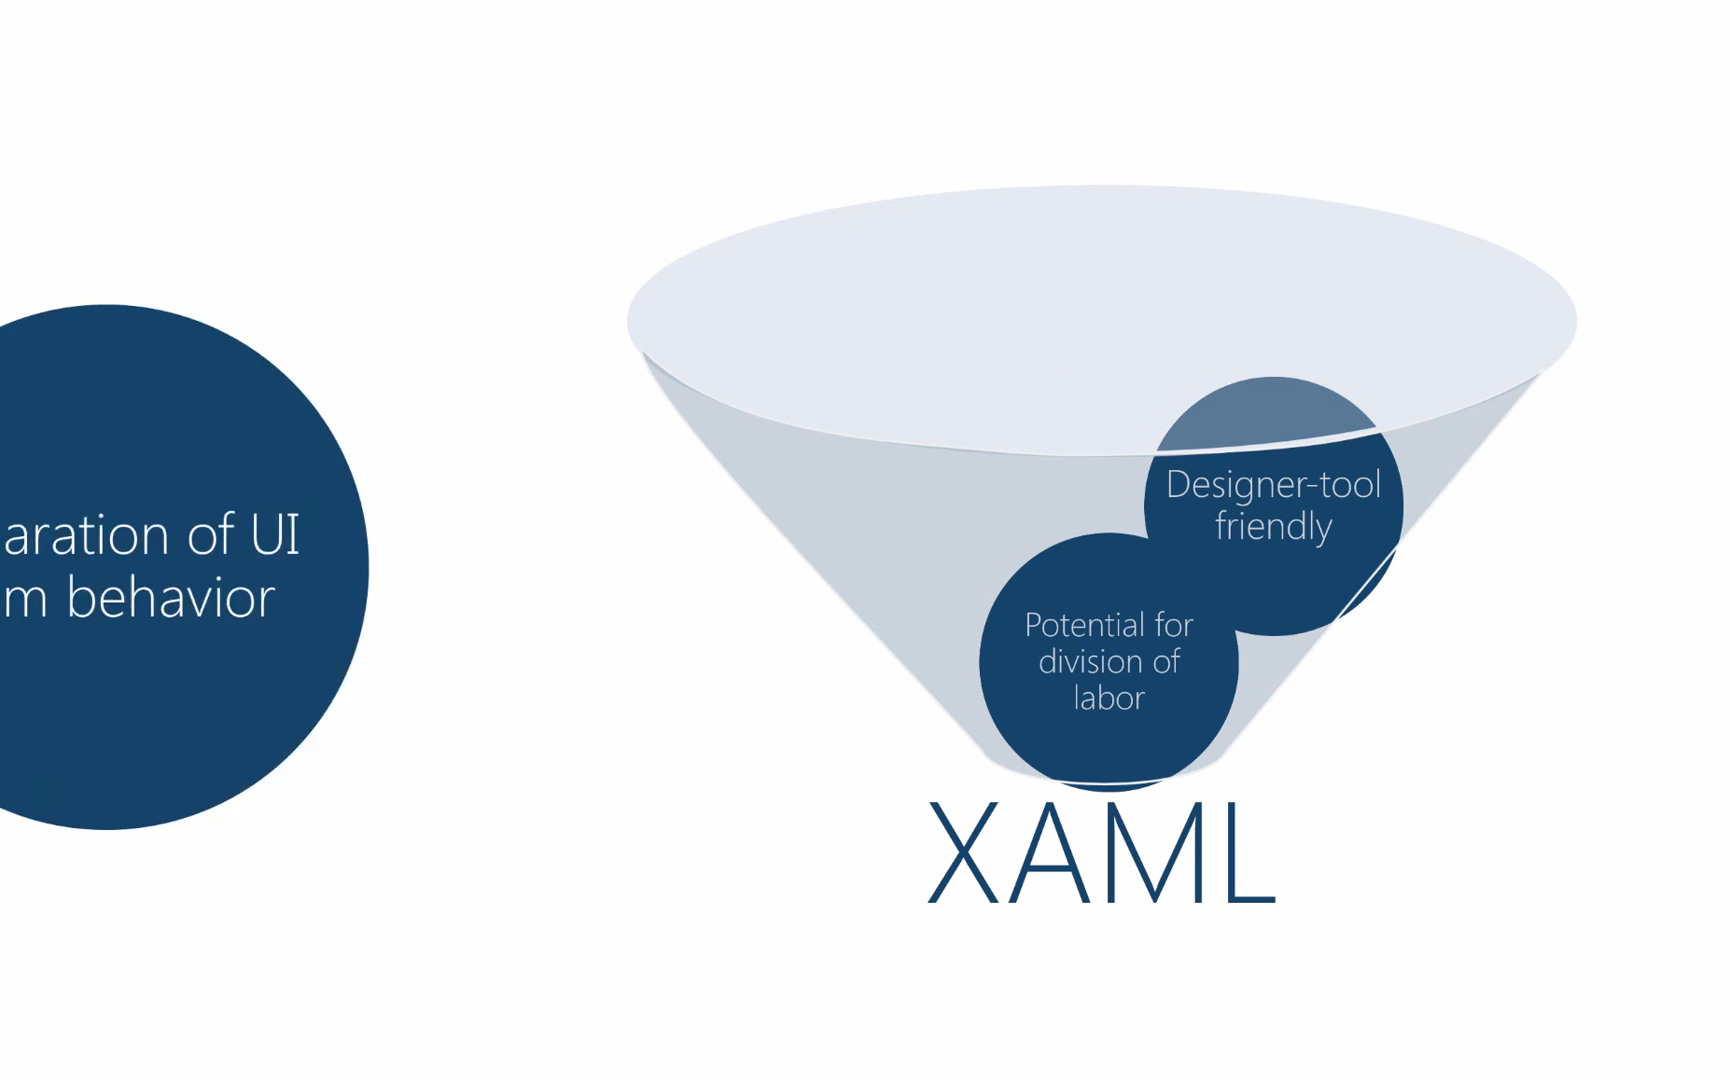 aration of UI
m behavior
Designer-tool
friendly
Potential for
division of
labor
XAML